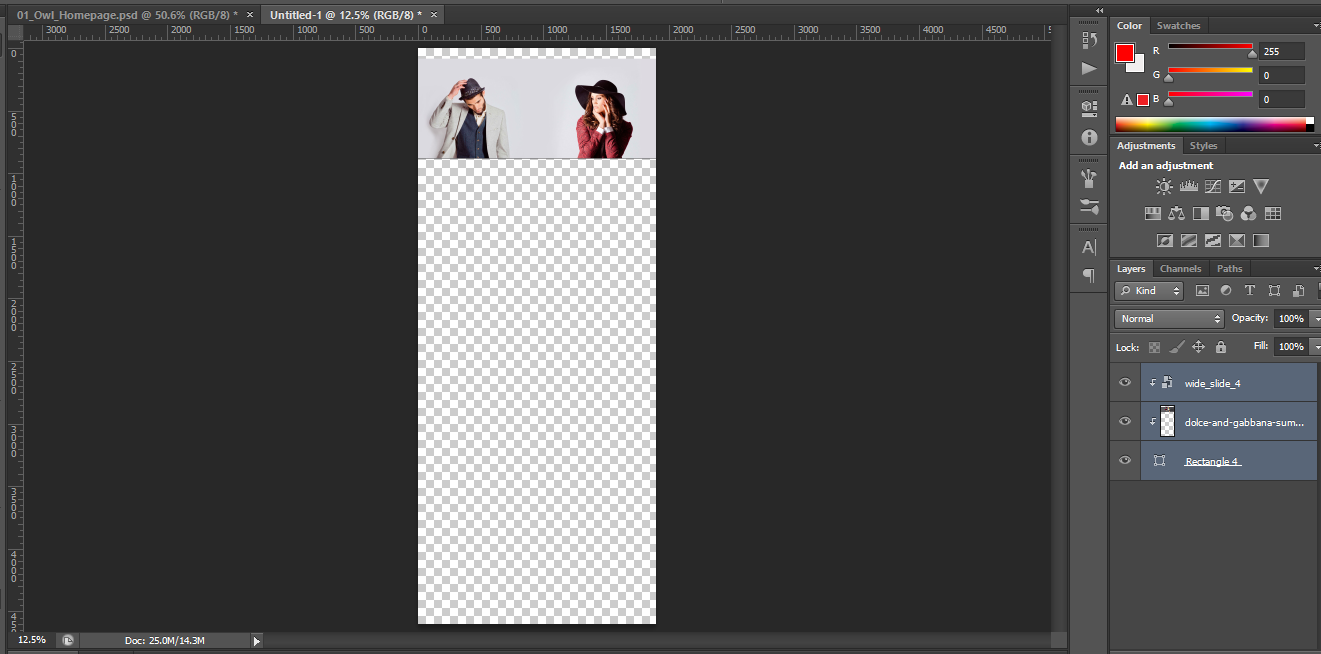 01_Owl_Homepage.psd @ 50.6% (RGB/8) * ×
Untitled-1 @ 12.5% (RGB/8) * ×
3000 2500 2000 1500 1000 500 0 500 1000 1500 2000 2500 3000 3500 4000 4500 5
0
500
1000
1500
2000
2500
3000
3500
4000
45
12.5%
Doc: 25.0M/14.3M
A
Color
Swatches
R 255
G 0
B 0
Adjustments
Styles
Add an adjustment
Layers
Channels
Paths
Kind
T
Normal
Opacity: 100%
Lock:
Fill: 100%
wide_slide_4
dolce-and-gabbana-sum...
Rectangle 4